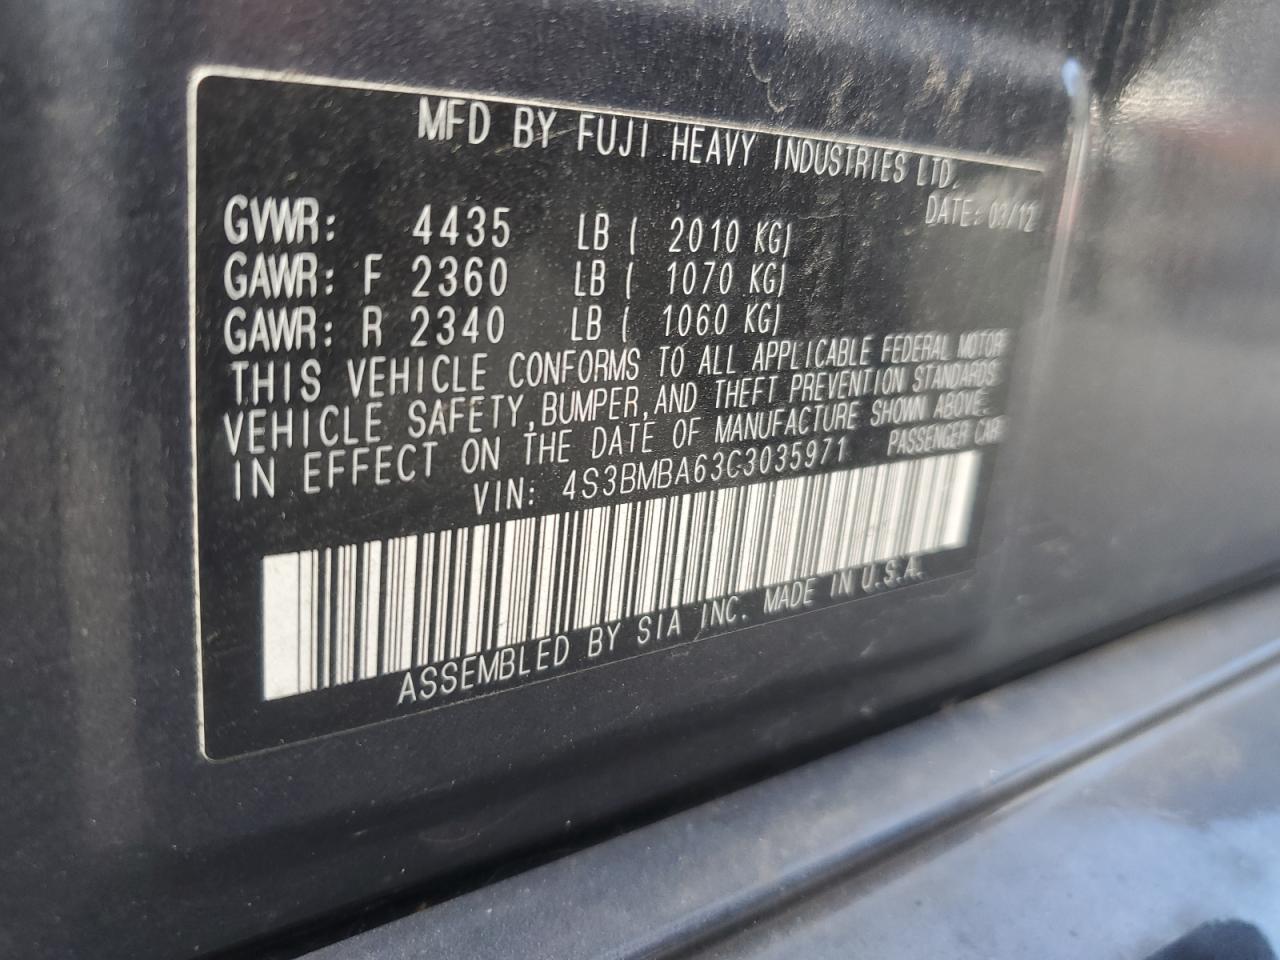 MFD BY FUJI HEAVY INDUSTRIES LTD.
DATE: 03/12
GVWR: 4435 LB ( 2010 KG)
GAWR: F 2360 LB ( 1070 KG)
GAWR: R 2340 LB ( 1060 KG)
THIS VEHICLE CONFORMS TO ALL APPLICABLE FEDERAL MOTOR
VEHICLE SAFETY, BUMPER, AND THEFT PREVENTION STANDARDS
IN EFFECT ON THE DATE OF MANUFACTURE SHOWN ABOVE.
VIN: 4S3BMBA63C3035971 PASSENGER CAR
ASSEMBLED BY SIA INC. MADE IN U.S.A.